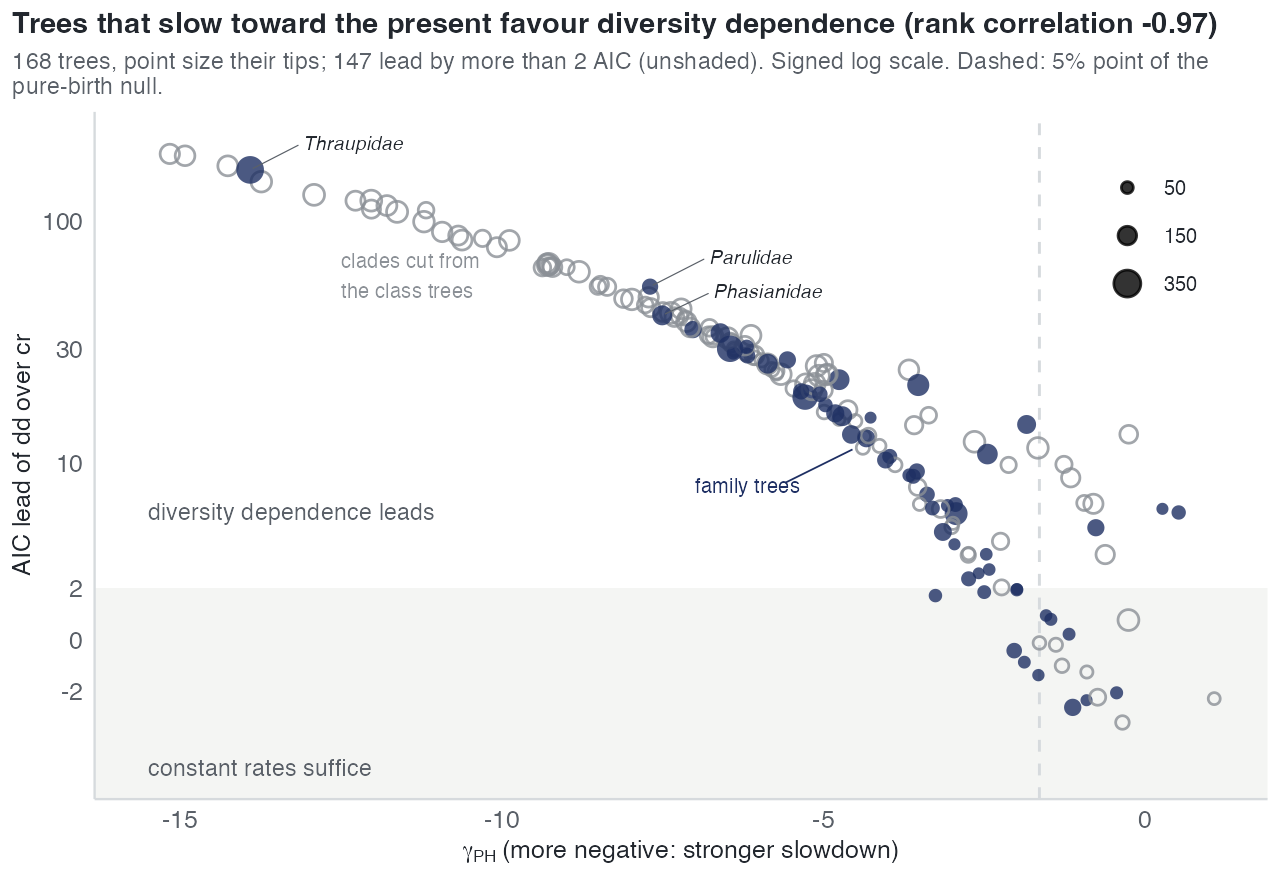 Trees that slow toward the present favour diversity dependence (rank correlation -0.97)
168 trees, point size their tips; 147 lead by more than 2 AIC (unshaded). Signed log scale. Dashed: 5% point of the
pure-birth null.
Thraupidae
50
150
350
100
30
10
2
0
-2
clades cut from
the class trees
Parulidae
Phasianidae
family trees
diversity dependence leads
constant rates suffice
AIC lead of dd over cr
-15
-10
-5
0
γPH (more negative: stronger slowdown)